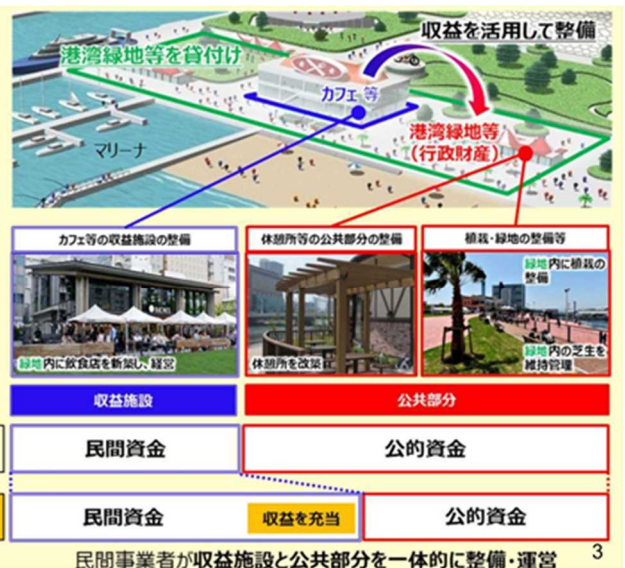 収益を活用して整備
港湾緑地等を貸付け
カフェ 等
港湾緑地等
(行政財産)
マリーナ
カフェ等の収益施設の整備
休憩所等の公共部分の整備
植栽・緑地の整備等
緑地内に植栽の
整備
緑地内に飲食店を新築し、経営
休憩所を改築
緑地内の芝生を
維持管理
収益施設
公共部分
民間資金
公的資金
民間資金
収益を充当
公的資金
民間事業者が収益施設と公共部分を一体的に整備・運営
3